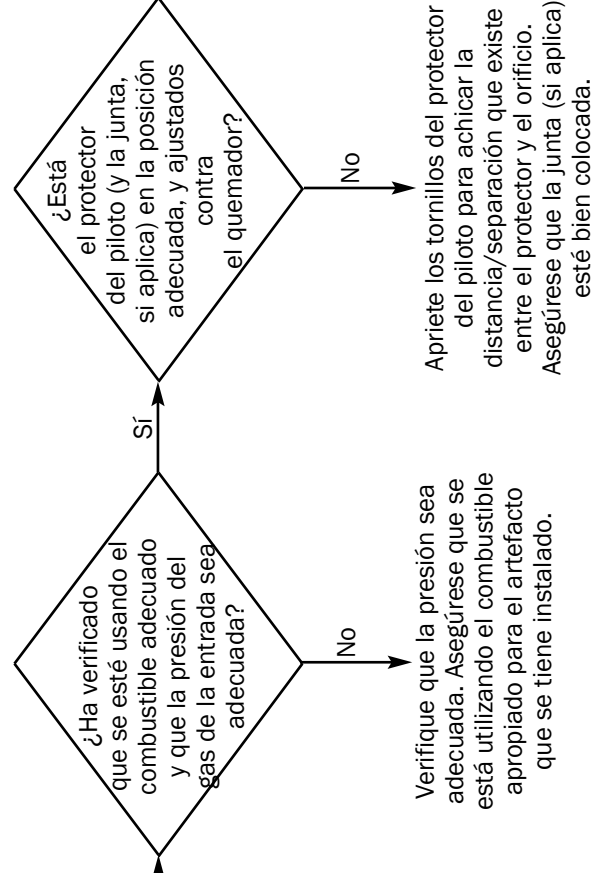 ¿Ha verificado
que se esté usando el
combustible adecuado
y que la presión del
gas de la entrada sea
adecuada?
No
Verifique que la presión sea
adecuada. Asegúrese que se
está utilizando el combustible
apropiado para el artefacto
que se tiene instalado.
Sí
¿Está
el protector
del piloto (y la junta,
si aplica) en la posición
adecuada, y ajustados
contra
el quemador?
No
Apriete los tornillos del protector
del piloto para achicar la
distancia/separación que existe
entre el protector y el orificio.
Asegúrese que la junta (si aplica)
esté bien colocada.